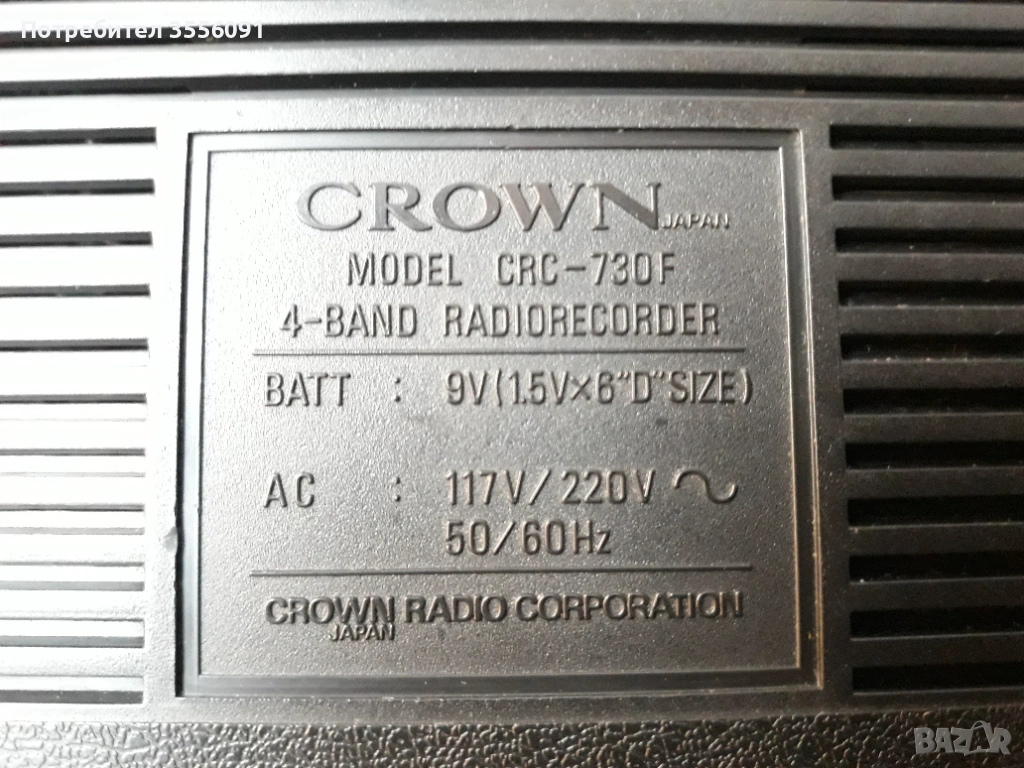 Потребител 3556091
CROWN JAPAN
MODEL CRC-730F
4-BAND RADIORECORDER
BATT : 9V (1.5V×6"D"SIZE)
AC : 117V/220V ~
50/60Hz
CROWN RADIO CORPORATION
JAPAN
BAZAR